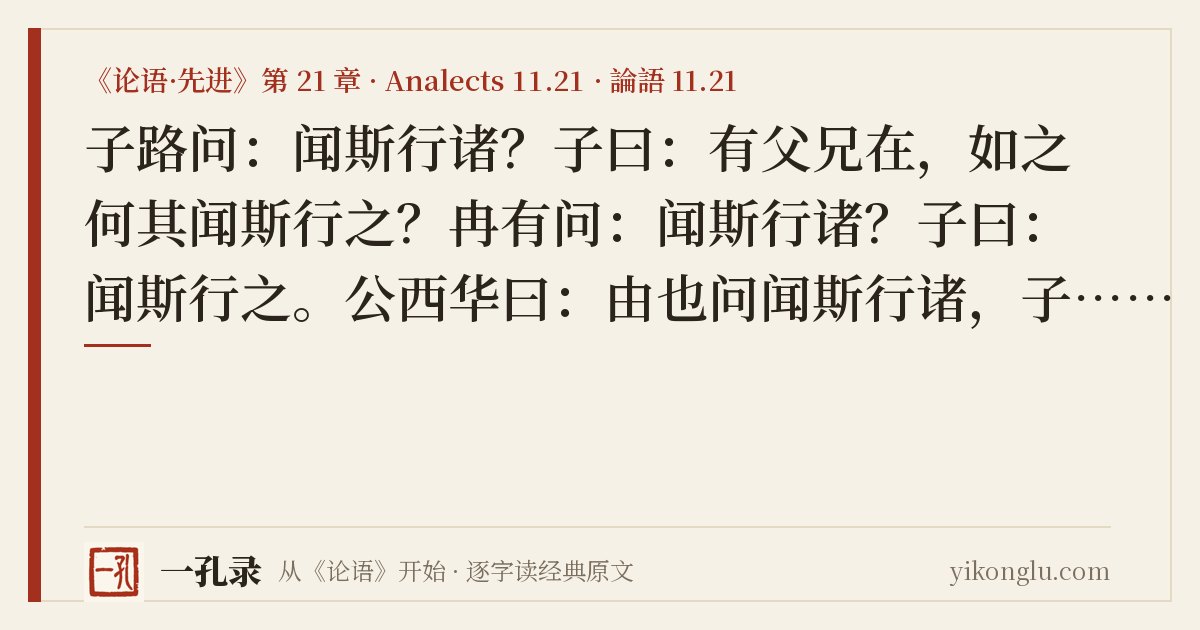 《论语·先进》第 21 章 · Analects 11.21 · 論語 11.21
子路问：闻斯行诸？子曰：有父兄在，如之
何其闻斯行之？冉有问：闻斯行诸？子曰：
闻斯行之。公西华曰：由也问闻斯行诸，子……
一孔
一孔录 从《论语》开始 · 逐字读经典原文 yikonglu.com